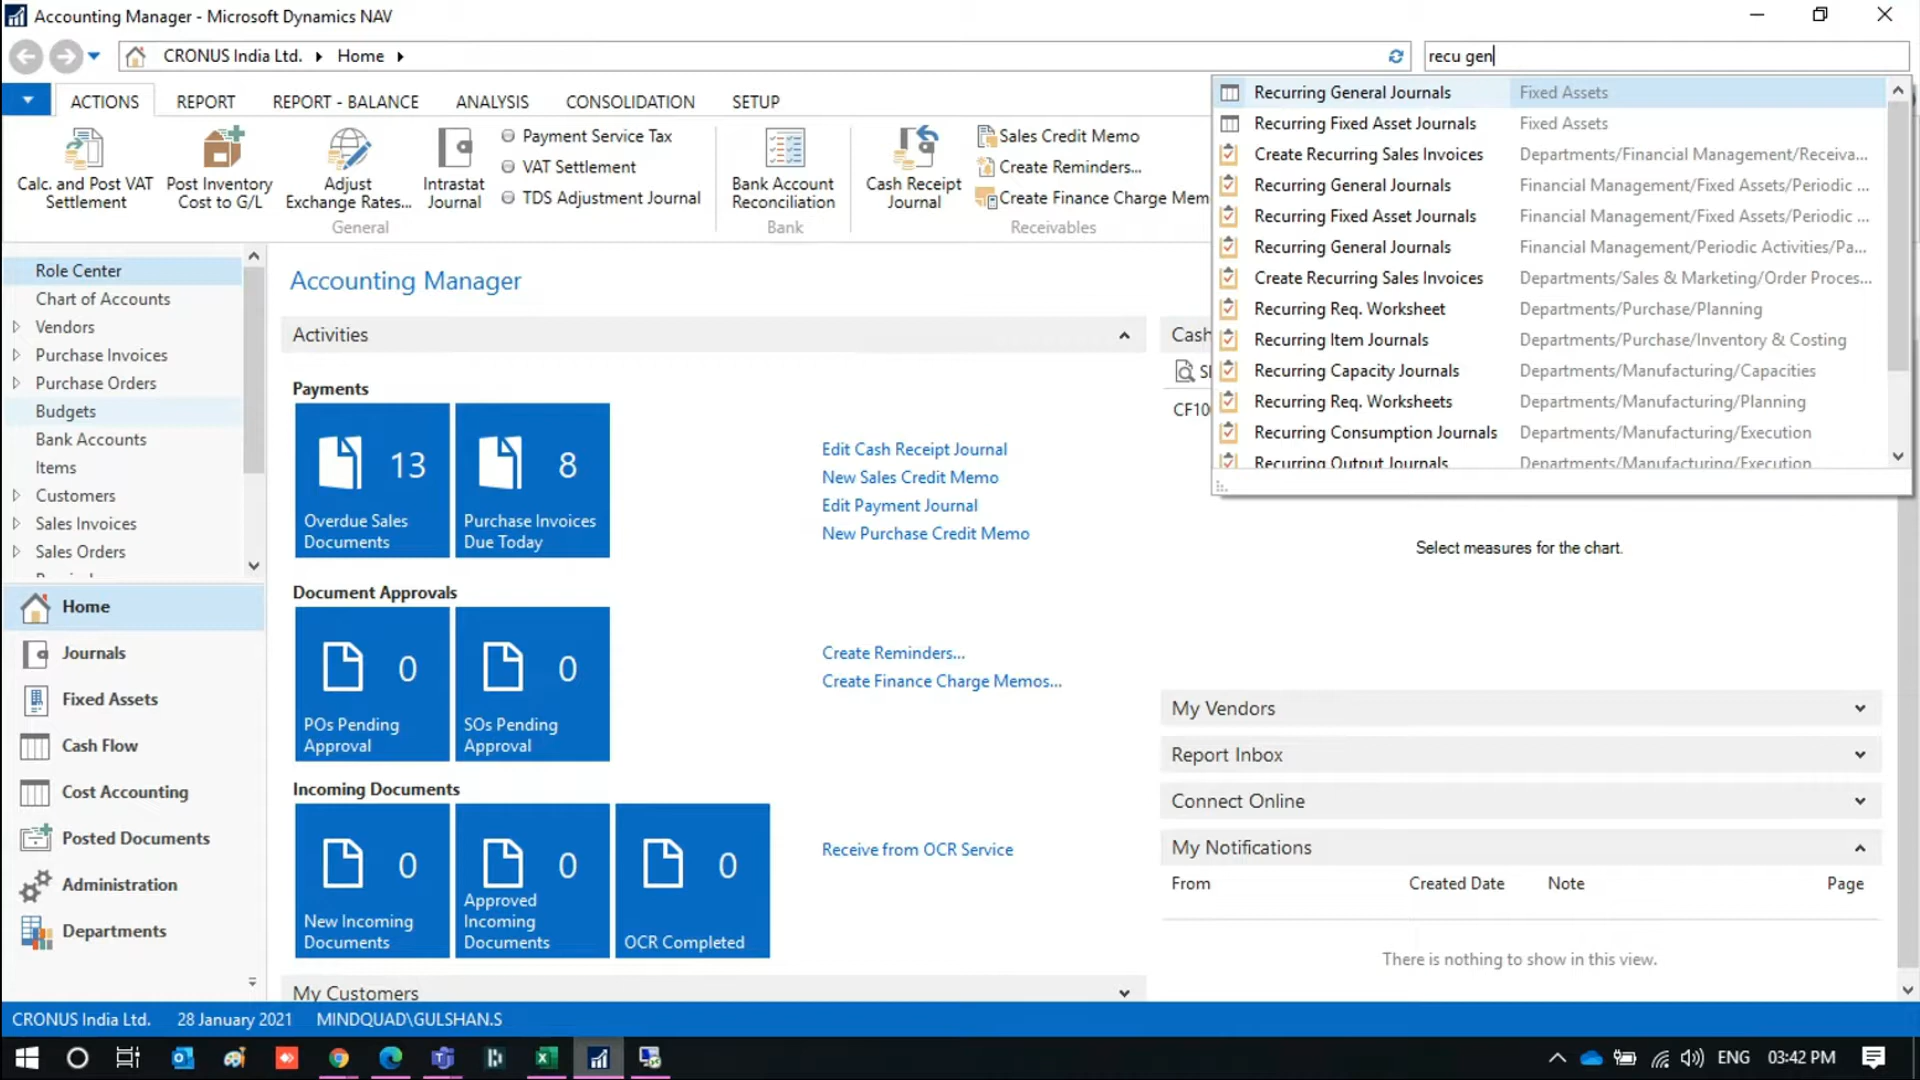 Accounting Manager - Microsoft Dynamics NAV
CRONUS India Ltd. Home
recu gen
ACTIONS REPORT REPORT - BALANCE ANALYSIS CONSOLIDATION SETUP
Calc. and Post VAT Settlement
Post Inventory Cost to G/L
Adjust Exchange Rates...
Intrastat Journal
Payment Service Tax
VAT Settlement
TDS Adjustment Journal
General
Bank Account Reconciliation
Bank
Cash Receipt Journal
Sales Credit Memo
Create Reminders...
Create Finance Charge Mem
Receivables
Recurring General Journals Fixed Assets
Recurring Fixed Asset Journals Fixed Assets
Create Recurring Sales Invoices Departments/Financial Management/Receiva...
Recurring General Journals Financial Management/Fixed Assets/Periodic ...
Recurring Fixed Asset Journals Financial Management/Fixed Assets/Periodic ...
Recurring General Journals Financial Management/Periodic Activities/Pa...
Create Recurring Sales Invoices Departments/Sales & Marketing/Order Proces...
Recurring Req. Worksheet Departments/Purchase/Planning
Recurring Item Journals Departments/Purchase/Inventory & Costing
Recurring Capacity Journals Departments/Manufacturing/Capacities
Recurring Req. Worksheets Departments/Manufacturing/Planning
Recurring Consumption Journals Departments/Manufacturing/Execution
Recurring Output Journals Departments/Manufacturing/Execution
Role Center
Chart of Accounts
Vendors
Purchase Invoices
Purchase Orders
Budgets
Bank Accounts
Items
Customers
Sales Invoices
Sales Orders
Home
Journals
Fixed Assets
Cash Flow
Cost Accounting
Posted Documents
Administration
Departments
Accounting Manager
Activities
Payments
13
Overdue Sales Documents
8
Purchase Invoices Due Today
Edit Cash Receipt Journal
New Sales Credit Memo
Edit Payment Journal
New Purchase Credit Memo
Document Approvals
0
POs Pending Approval
0
SOs Pending Approval
Create Reminders...
Create Finance Charge Memos...
Incoming Documents
0
New Incoming Documents
0
Approved Incoming Documents
0
OCR Completed
Receive from OCR Service
My Customers
Cash
CF10
Select measures for the chart.
My Vendors
Report Inbox
Connect Online
My Notifications
From Created Date Note Page
There is nothing to show in this view.
CRONUS India Ltd. 28 January 2021 MINDQUAD\GULSHAN.S
ENG 03:42 PM